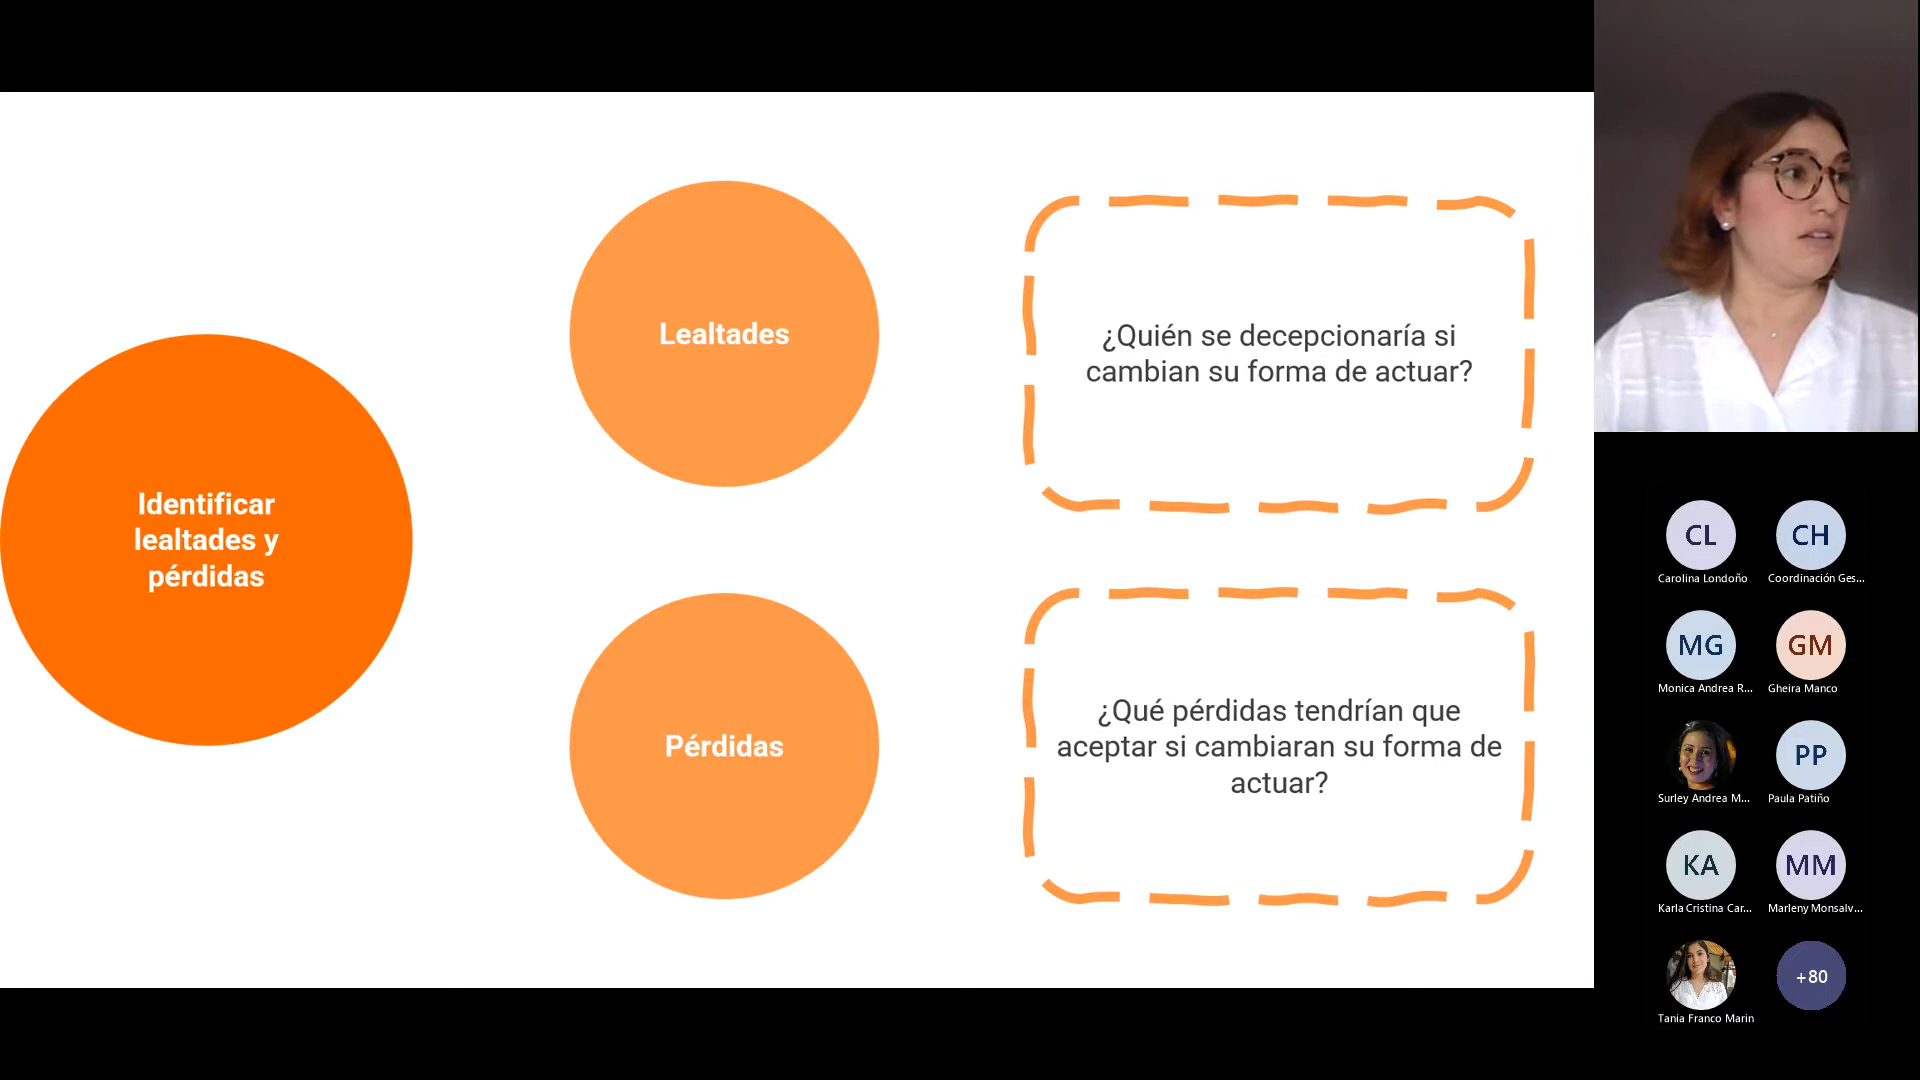 Identificar
lealtades y
pérdidas
Lealtades
¿Quién se decepcionaría si
cambian su forma de actuar?
Pérdidas
¿Qué pérdidas tendrían que
aceptar si cambiaran su forma de
actuar?
CL
CH
Carolina Londoño
Coordinación Ges...
MG
GM
Monica Andrea R...
Gheira Manco
PP
Surley Andrea M...
Paula Patiño
KA
MM
Karla Cristina Car...
Marleny Monsalv...
+80
Tania Franco Marin